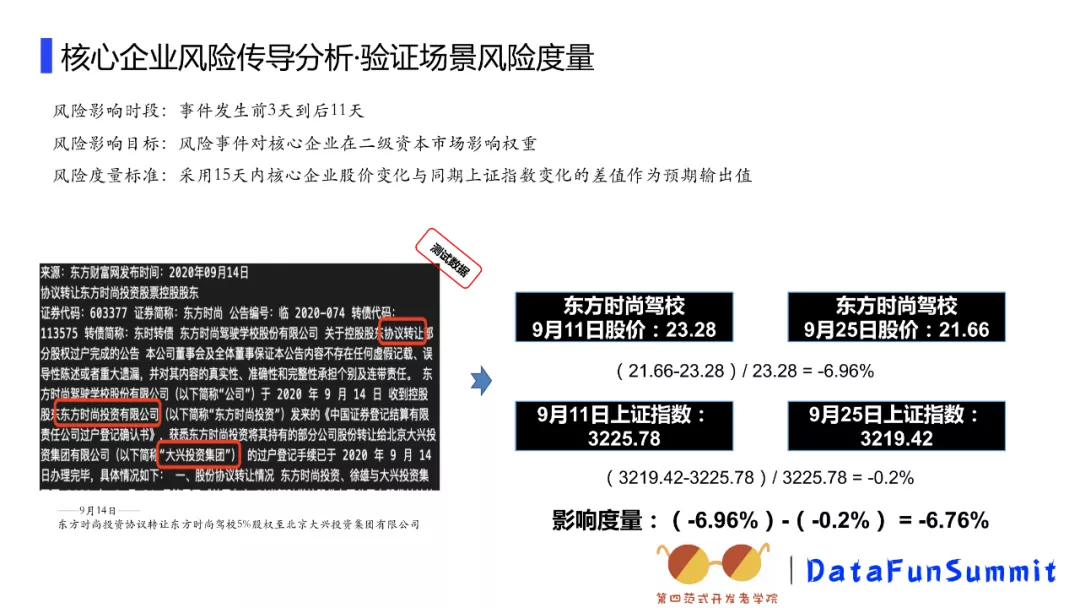 核心企业风险传导分析·验证场景风险度量
风险影响时段：事件发生前3天到后11天
风险影响目标：风险事件对核心企业在二级资本市场影响权重
风险度量标准：采用15天内核心企业股价变化与同期上证指数变化的差值作为预期输出值
测试数据
来源：东方财富网发布时间：2020年09月14日
协议转让东方时尚投资股票控股股东
证券代码：603377 证券简称：东方时尚 公告编号：临 2020-074 转债代码：
113575 转债简称：东时转债 东方时尚驾驶学校股份有限公司 关于控股股东协议转让部
分股权过户完成的公告 本公司董事会及全体董事保证本公告内容不存在任何虚假记载、误
导性陈述或者重大遗漏，并对其内容的真实性、准确性和完整性承担个别及连带责任。 东
方时尚驾驶学校股份有限公司（以下简称“公司”）于 2020 年 9 月 14 日 收到控股
股东东方时尚投资有限公司（以下简称“东方时尚投资”）发来的《中国证券登记结算有限
责任公司过户登记确认书》，获悉东方时尚投资将其持有的部分公司股份转让给北京大兴投
资集团有限公司（以下简称“大兴投资集团”） 的过户登记手续已于 2020 年 9 月 14
日办理完毕，具体情况如下： 一、股份协议转让情况 东方时尚投资、徐雄与大兴投资集
——9月14日——
东方时尚投资协议转让东方时尚驾校5%股权至北京大兴投资集团有限公司
东方时尚驾校
9月11日股价：23.28
东方时尚驾校
9月25日股价：21.66
（21.66-23.28）/ 23.28 = -6.96%
9月11日上证指数：
3225.78
9月25日上证指数：
3219.42
（3219.42-3225.78）/ 3225.78 = -0.2%
影响度量：（-6.96%）-（-0.2%） = -6.76%
第四范式开发者学院
DataFunSummit